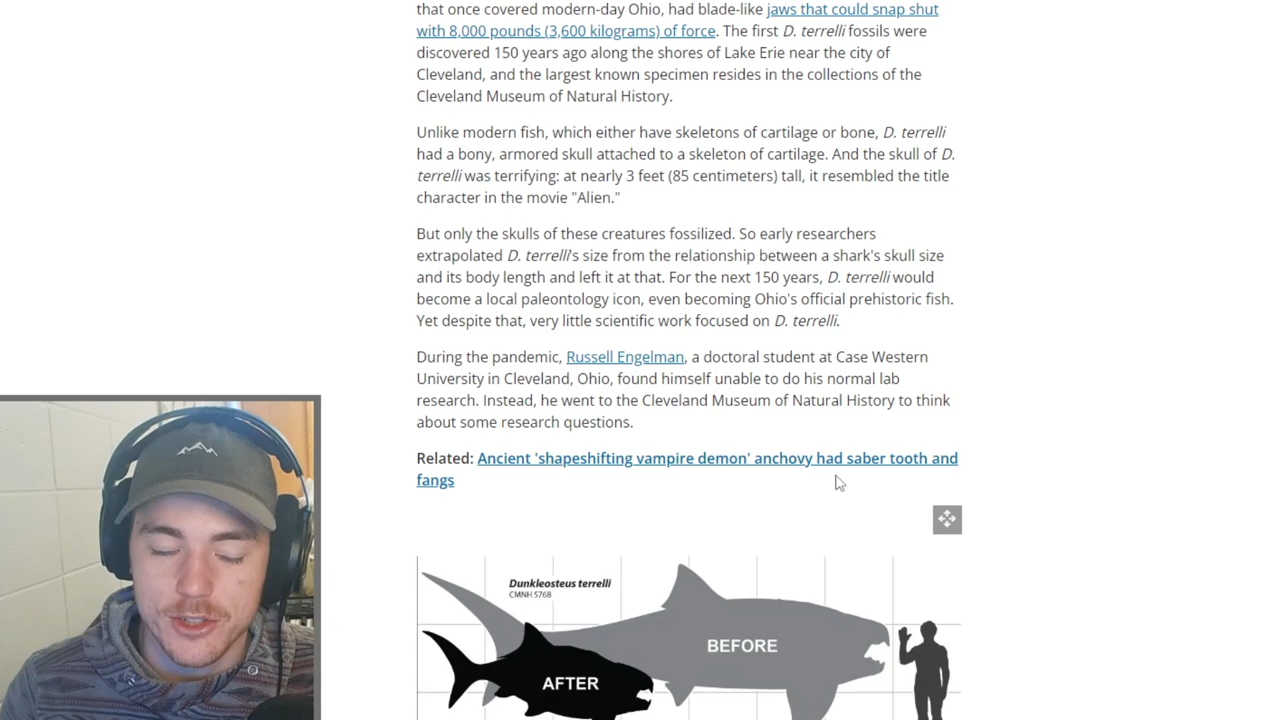 that once covered modern-day Ohio, had blade-like jaws that could snap shut
with 8,000 pounds (3,600 kilograms) of force. The first D. terrelli fossils were
discovered 150 years ago along the shores of Lake Erie near the city of
Cleveland, and the largest known specimen resides in the collections of the
Cleveland Museum of Natural History.
Unlike modern fish, which either have skeletons of cartilage or bone, D. terrelli
had a bony, armored skull attached to a skeleton of cartilage. And the skull of D.
terrelli was terrifying: at nearly 3 feet (85 centimeters) tall, it resembled the title
character in the movie "Alien."
But only the skulls of these creatures fossilized. So early researchers
extrapolated D. terrelli's size from the relationship between a shark's skull size
and its body length and left it at that. For the next 150 years, D. terrelli would
become a local paleontology icon, even becoming Ohio's official prehistoric fish.
Yet despite that, very little scientific work focused on D. terrelli.
During the pandemic, Russell Engelman, a doctoral student at Case Western
University in Cleveland, Ohio, found himself unable to do his normal lab
research. Instead, he went to the Cleveland Museum of Natural History to think
about some research questions.
Related: Ancient 'shapeshifting vampire demon' anchovy had saber tooth and
fangs
Dunkleosteus terrelli
CMNH 5768
BEFORE
AFTER